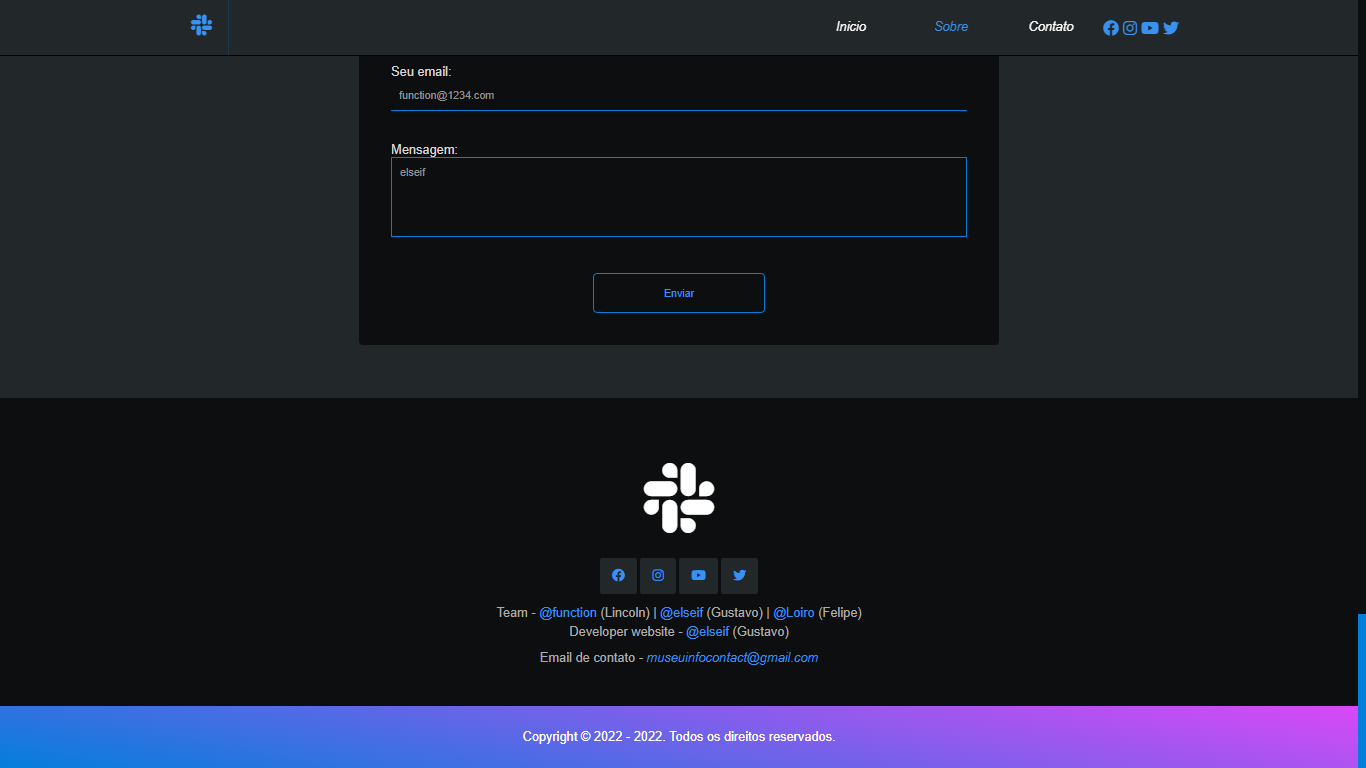 Inicio Sobre Contato
Seu email:
function@1234.com
Mensagem:
elseif
Enviar
Team - @function (Lincoln) | @elseif (Gustavo) | @Loiro (Felipe)
Developer website - @elseif (Gustavo)
Email de contato - museuinfocontact@gmail.com
Copyright © 2022 - 2022. Todos os direitos reservados.